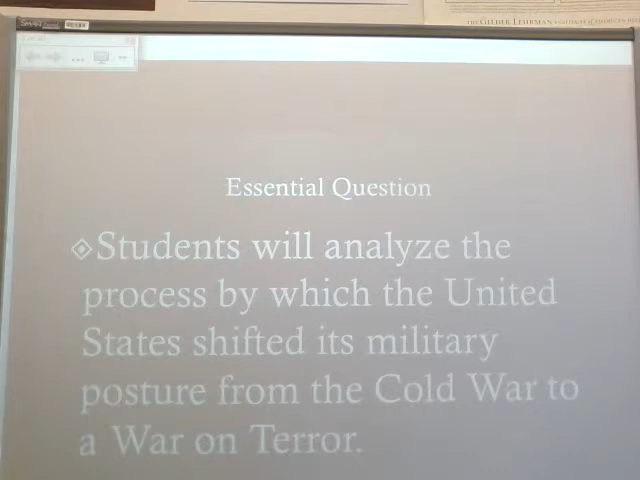 THE GILDER LEHRMAN INSTITUTE of AMERICAN
SMART
Essential Question
Students will analyze the
process by which the United
States shifted its military
posture from the Cold War to
a War on Terror.